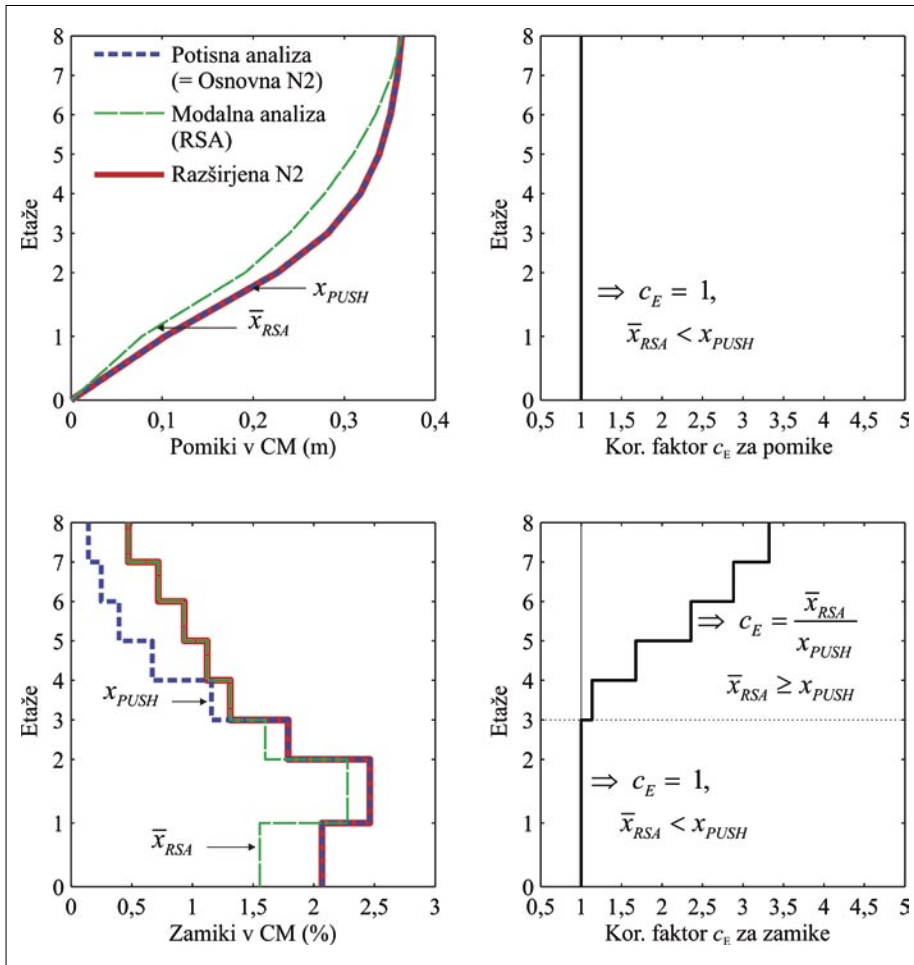 8
7
6
5
4
3
2
1
0
Etaže
Potisna analiza
(= Osnovna N2)
Modalna analiza
(RSA)
Razširjena N2
x_PUSH
x̅_RSA
0 0,1 0,2 0,3 0,4
Pomiki v CM (m)
8
7
6
5
4
3
2
1
0
Etaže
⇒ c_E = 1,
x̅_RSA < x_PUSH
0,5 1 1,5 2 2,5 3 3,5 4 4,5 5
Kor. faktor c_E za pomike
8
7
6
5
4
3
2
1
0
Etaže
x_PUSH
x̅_RSA
0 0,5 1 1,5 2 2,5 3
Zamiki v CM (%)
8
7
6
5
4
3
2
1
0
Etaže
⇒ c_E = x̅_RSA / x_PUSH
x̅_RSA ≥ x_PUSH
⇒ c_E = 1,
x̅_RSA < x_PUSH
0,5 1 1,5 2 2,5 3 3,5 4 4,5 5
Kor. faktor c_E za zamike